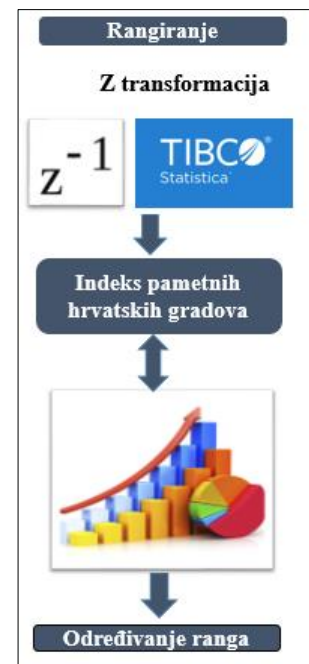 Rangiranje
Z transformacija
z-1
TIBCO®
Statistica
Indeks pametnih
hrvatskih gradova
Određivanje ranga